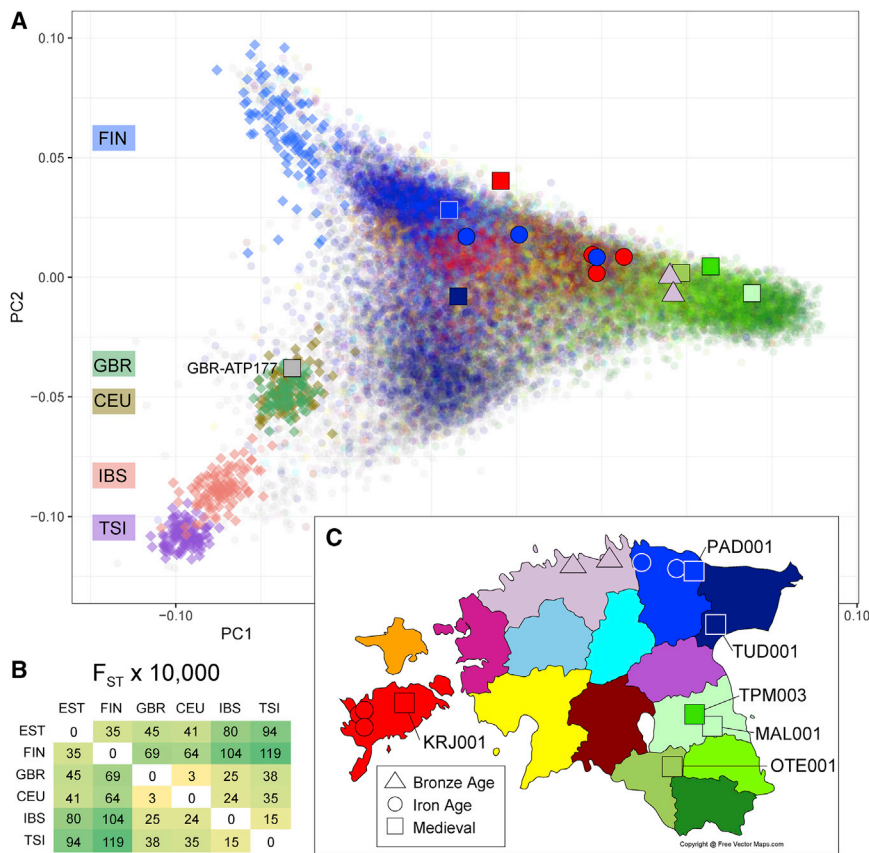 A
0.10
0.05
0.00
−0.05
−0.10
PC2
FIN
GBR
CEU
IBS
TSI
GBR-ATP177
−0.10
0.10
PC1
B
FST x 10,000
EST FIN GBR CEU IBS TSI
EST 0 35 45 41 80 94
FIN 35 0 69 64 104 119
GBR 45 69 0 3 25 38
CEU 41 64 3 0 24 35
IBS 80 104 25 24 0 15
TSI 94 119 38 35 15 0
C
PAD001
TUD001
TPM003
MAL001
OTE001
KRJ001
Bronze Age
Iron Age
Medieval
Copyright @ Free Vector Maps.com